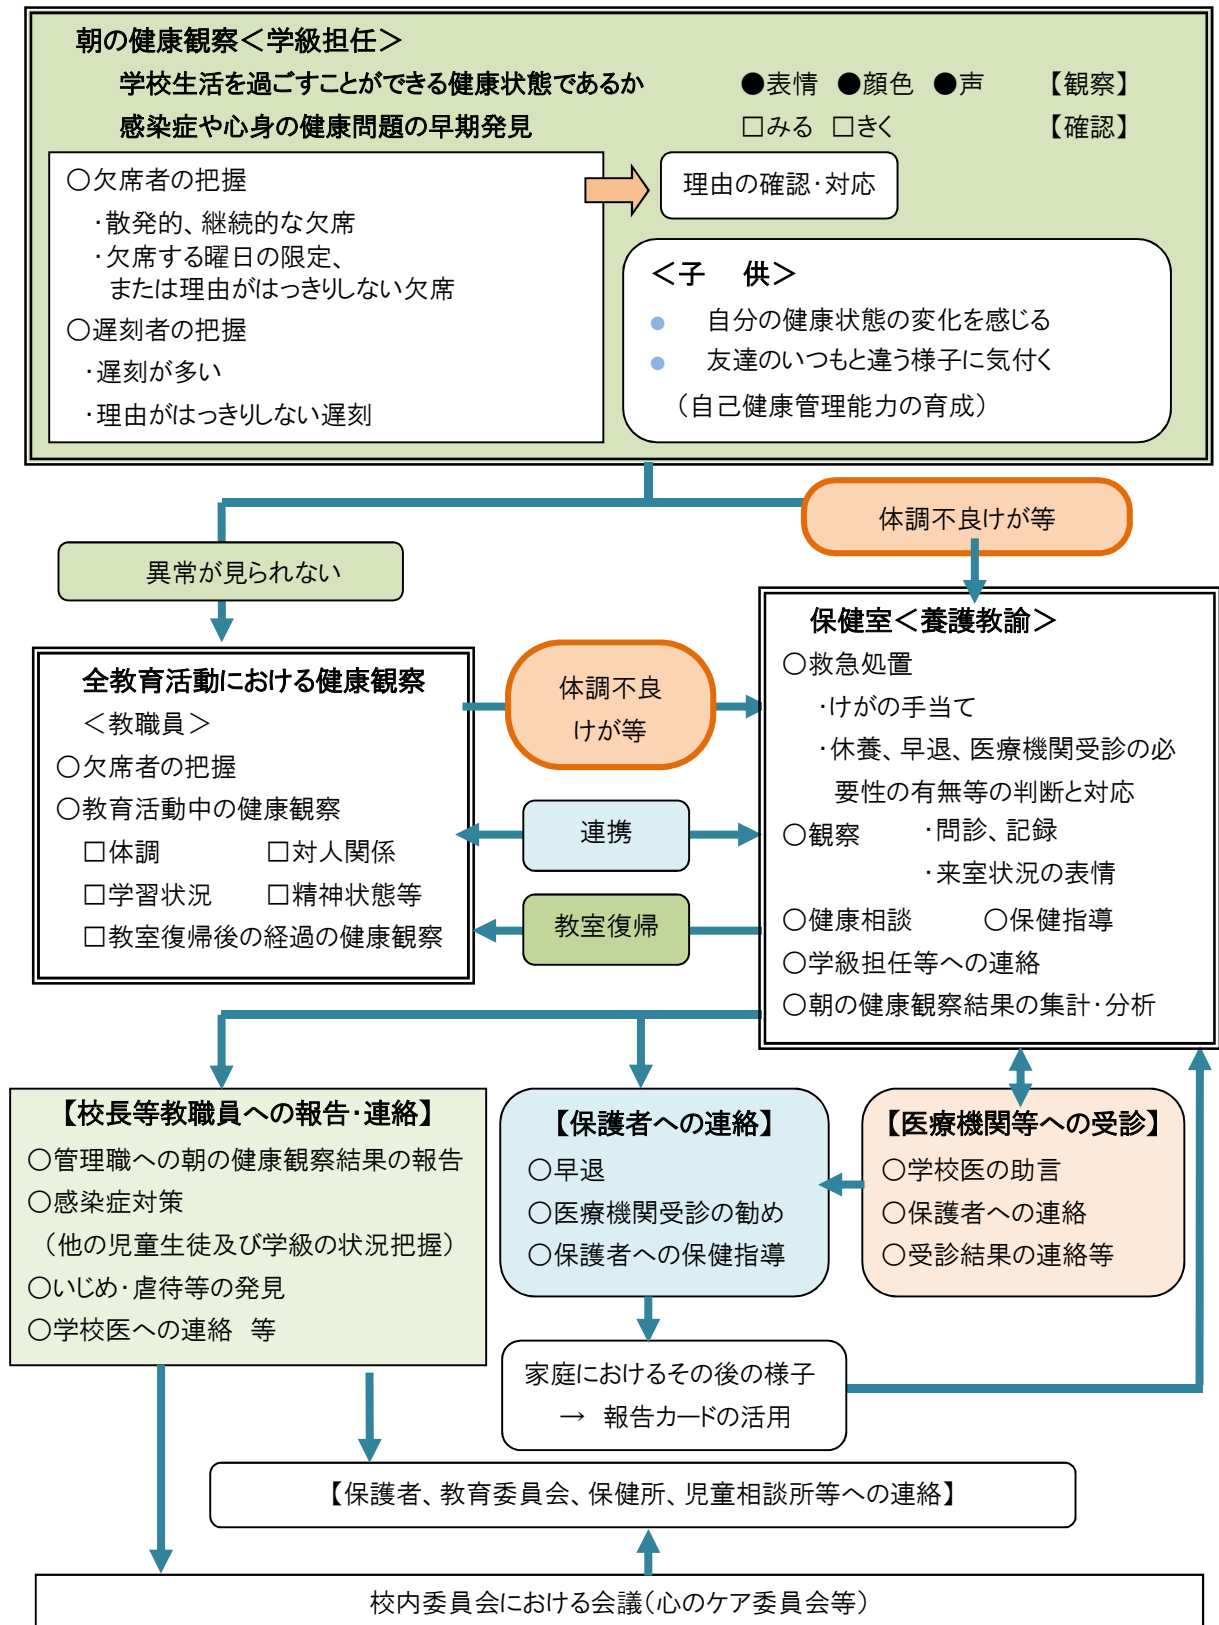 朝の健康観察＜学級担任＞
学校生活を過ごすことができる健康状態であるか　●表情　●顔色　●声　【観察】
感染症や心身の健康問題の早期発見　□みる　□きく　【確認】
○欠席者の把握
・散発的、継続的な欠席
・欠席する曜日の限定、
または理由がはっきりしない欠席
○遅刻者の把握
・遅刻が多い
・理由がはっきりしない遅刻
理由の確認・対応
＜子　供＞
● 自分の健康状態の変化を感じる
● 友達のいつもと違う様子に気付く
（自己健康管理能力の育成）
体調不良けが等
異常が見られない
全教育活動における健康観察
＜教職員＞
○欠席者の把握
○教育活動中の健康観察
□体調　□対人関係
□学習状況　□精神状態等
□教室復帰後の経過の健康観察
体調不良
けが等
連携
教室復帰
保健室＜養護教諭＞
○救急処置
・けがの手当て
・休養、早退、医療機関受診の必
要性の有無等の判断と対応
○観察　・問診、記録
・来室状況の表情
○健康相談　○保健指導
○学級担任等への連絡
○朝の健康観察結果の集計・分析
【校長等教職員への報告・連絡】
○管理職への朝の健康観察結果の報告
○感染症対策
（他の児童生徒及び学級の状況把握）
○いじめ・虐待等の発見
○学校医への連絡　等
【保護者への連絡】
○早退
○医療機関受診の勧め
○保護者への保健指導
【医療機関等への受診】
○学校医の助言
○保護者への連絡
○受診結果の連絡等
家庭におけるその後の様子
→ 報告カードの活用
【保護者、教育委員会、保健所、児童相談所等への連絡】
校内委員会における会議（心のケア委員会等）